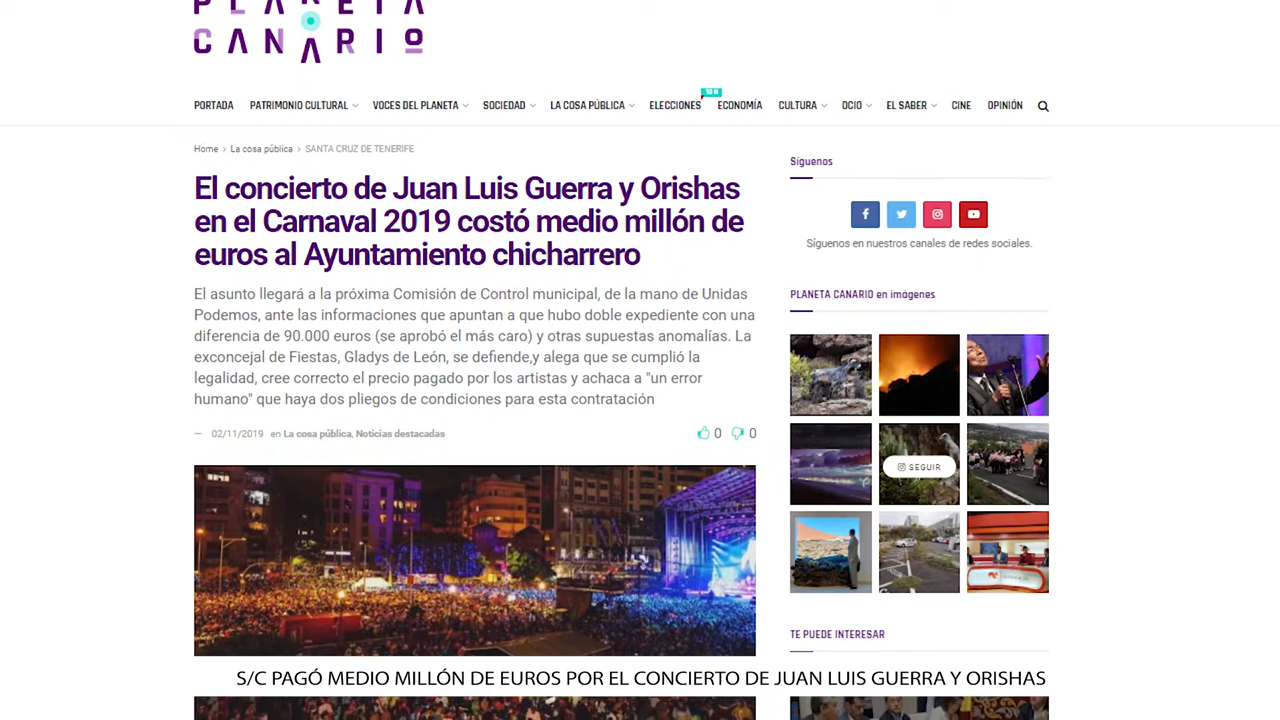 PLANETA
CANARIO
PORTADA PATRIMONIO CULTURAL VOCES DEL PLANETA SOCIEDAD LA COSA PÚBLICA ELECCIONES 10 N ECONOMÍA CULTURA OCIO EL SABER CINE OPINIÓN
Home > La cosa pública > SANTA CRUZ DE TENERIFE
El concierto de Juan Luis Guerra y Orishas
en el Carnaval 2019 costó medio millón de
euros al Ayuntamiento chicharrero
El asunto llegará a la próxima Comisión de Control municipal, de la mano de Unidas
Podemos, ante las informaciones que apuntan a que hubo doble expediente con una
diferencia de 90.000 euros (se aprobó el más caro) y otras supuestas anomalías. La
exconcejal de Fiestas, Gladys de León, se defiende,y alega que se cumplió la
legalidad, cree correcto el precio pagado por los artistas y achaca a "un error
humano" que haya dos pliegos de condiciones para esta contratación
— 02/11/2019 en La cosa pública, Noticias destacadas 0 0
Síguenos
Síguenos en nuestros canales de redes sociales.
PLANETA CANARIO en imágenes
SEGUIR
TE PUEDE INTERESAR
S/C PAGÓ MEDIO MILLÓN DE EUROS POR EL CONCIERTO DE JUAN LUIS GUERRA Y ORISHAS